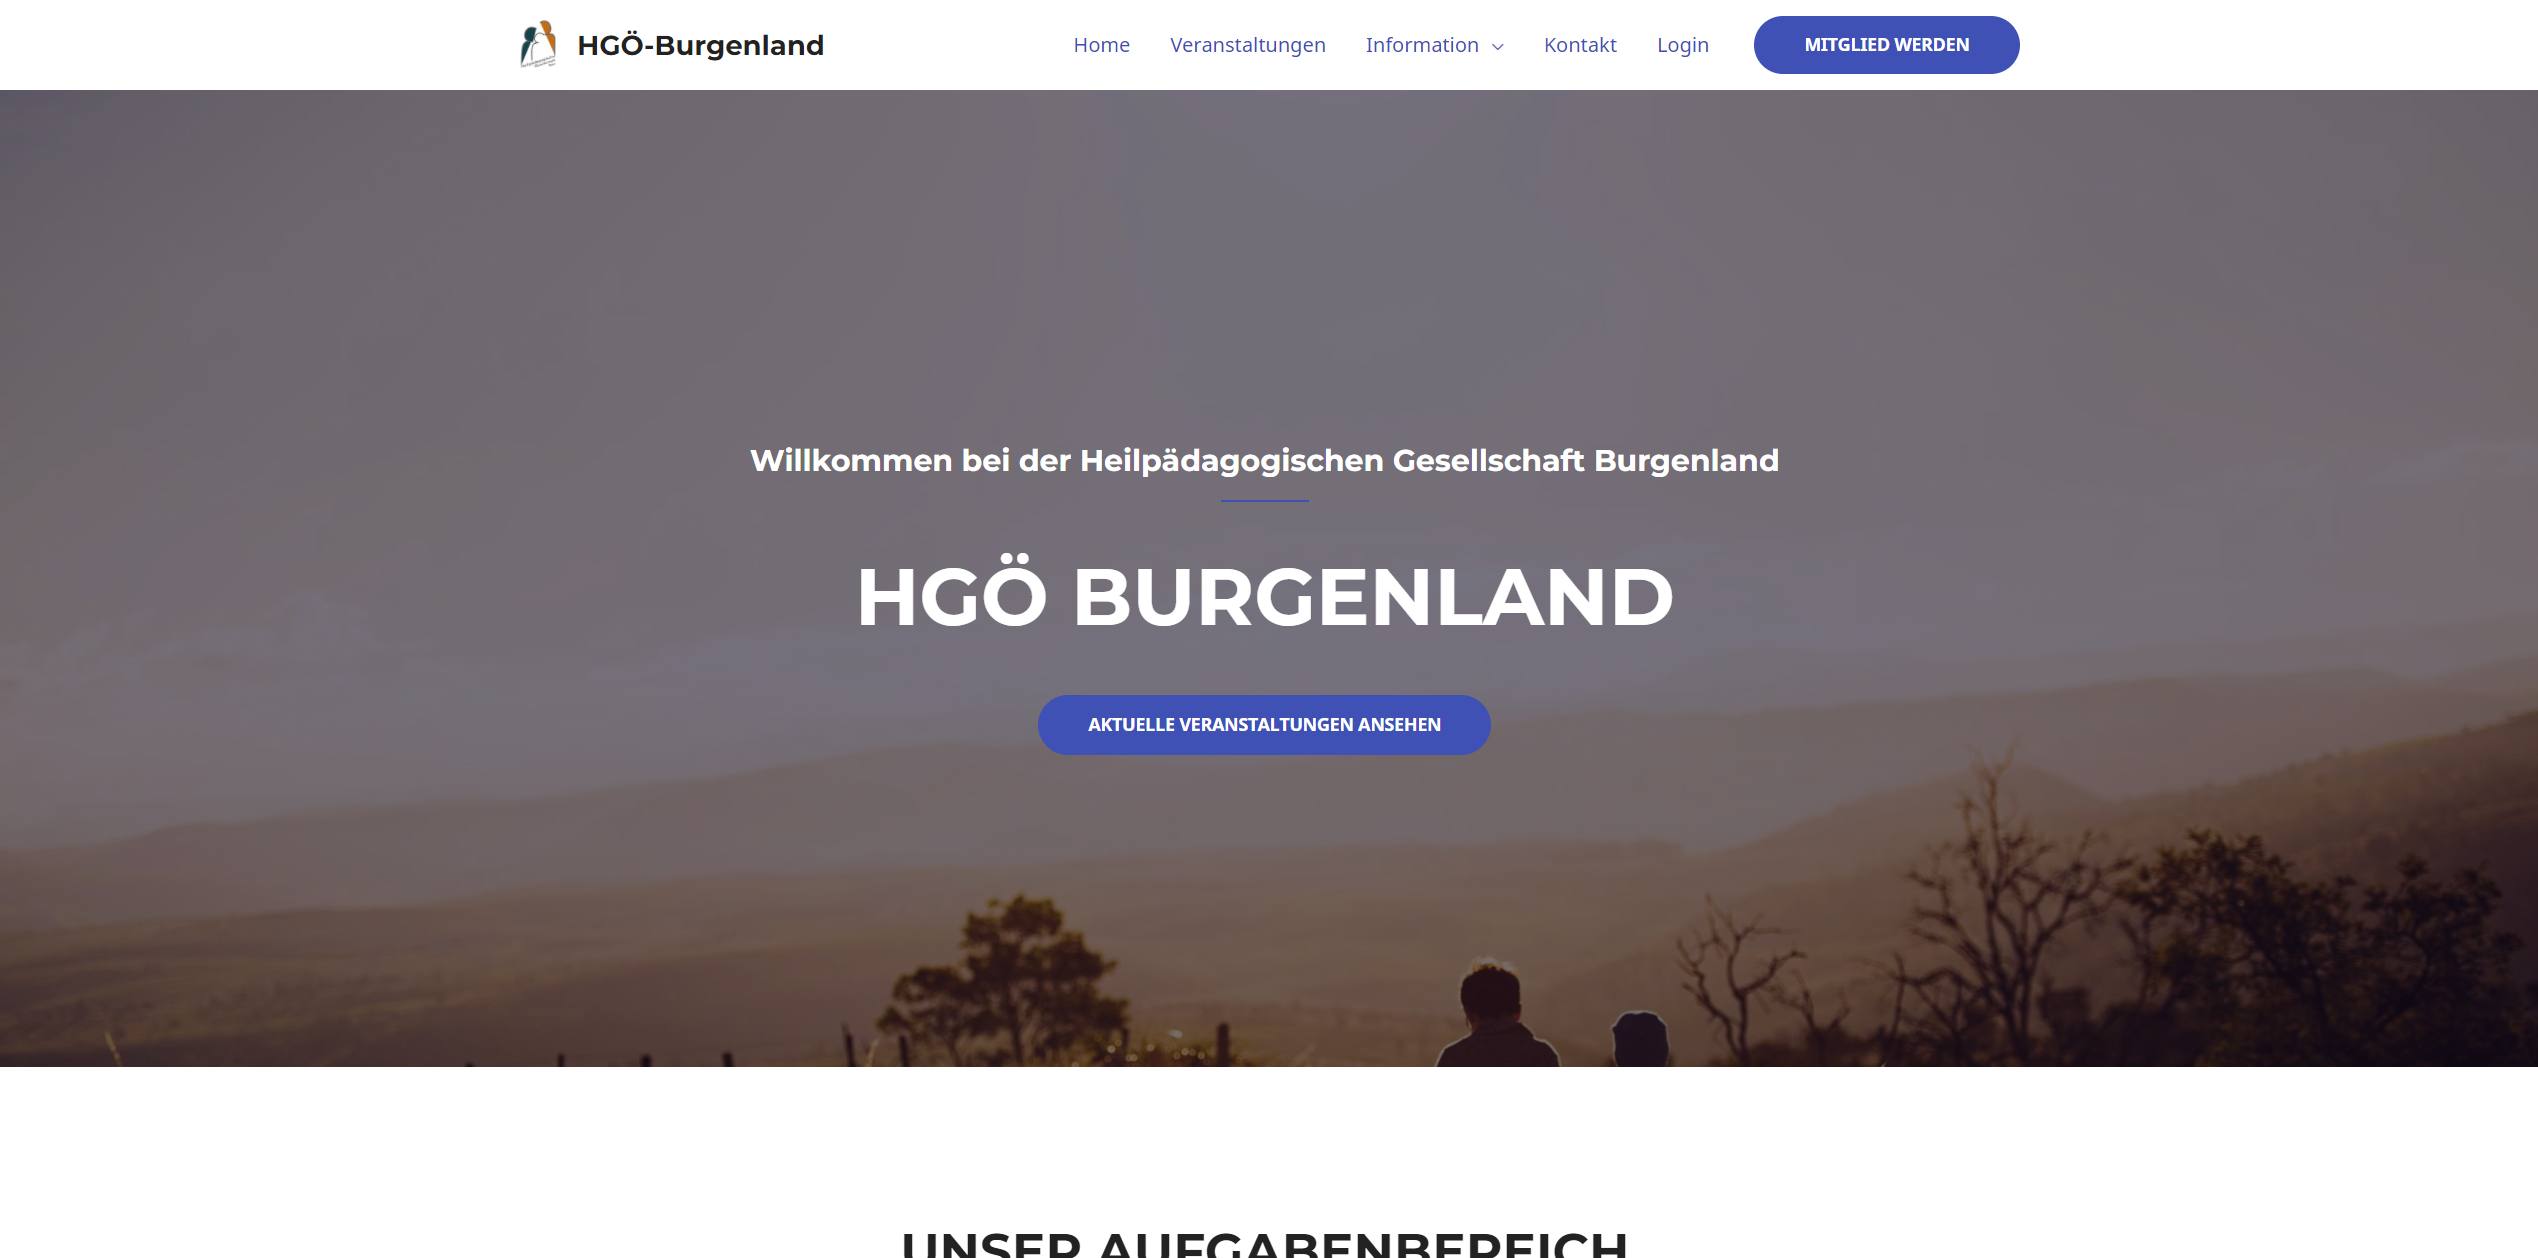 HGÖ-Burgenland
Home Veranstaltungen Information Kontakt Login MITGLIED WERDEN
Willkommen bei der Heilpädagogischen Gesellschaft Burgenland
HGÖ BURGENLAND
AKTUELLE VERANSTALTUNGEN ANSEHEN
UNSER AUFGABENBEREICH